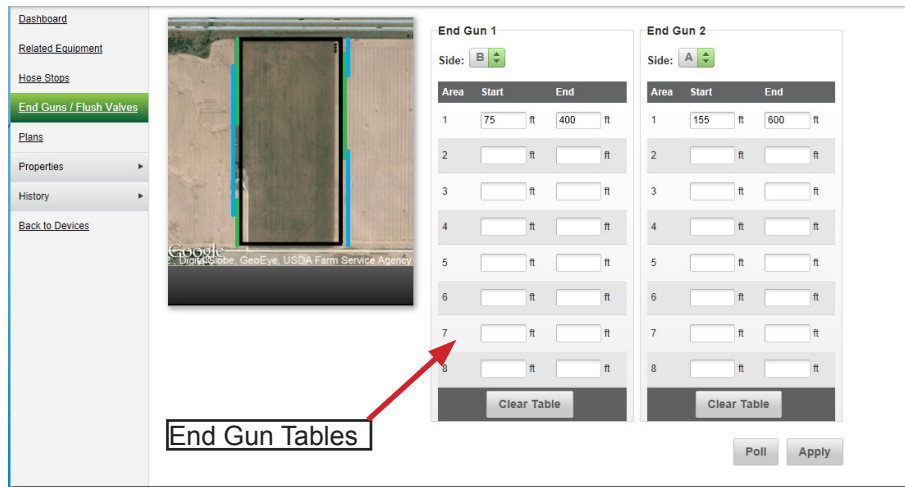 Dashboard
Related Equipment
Hose Stops
End Guns / Flush Valves
Plans
Properties
History
Back to Devices
Google
DigitalGlobe, GeoEye, USDA Farm Service Agency
End Gun Tables
End Gun 1
Side: B
Area Start End
1 75 ft 400 ft
2 ft ft
3 ft ft
4 ft ft
5 ft ft
6 ft ft
7 ft ft
8 ft ft
Clear Table
End Gun 2
Side: A
Area Start End
1 155 ft 600 ft
2 ft ft
3 ft ft
4 ft ft
5 ft ft
6 ft ft
7 ft ft
8 ft ft
Clear Table
Poll Apply